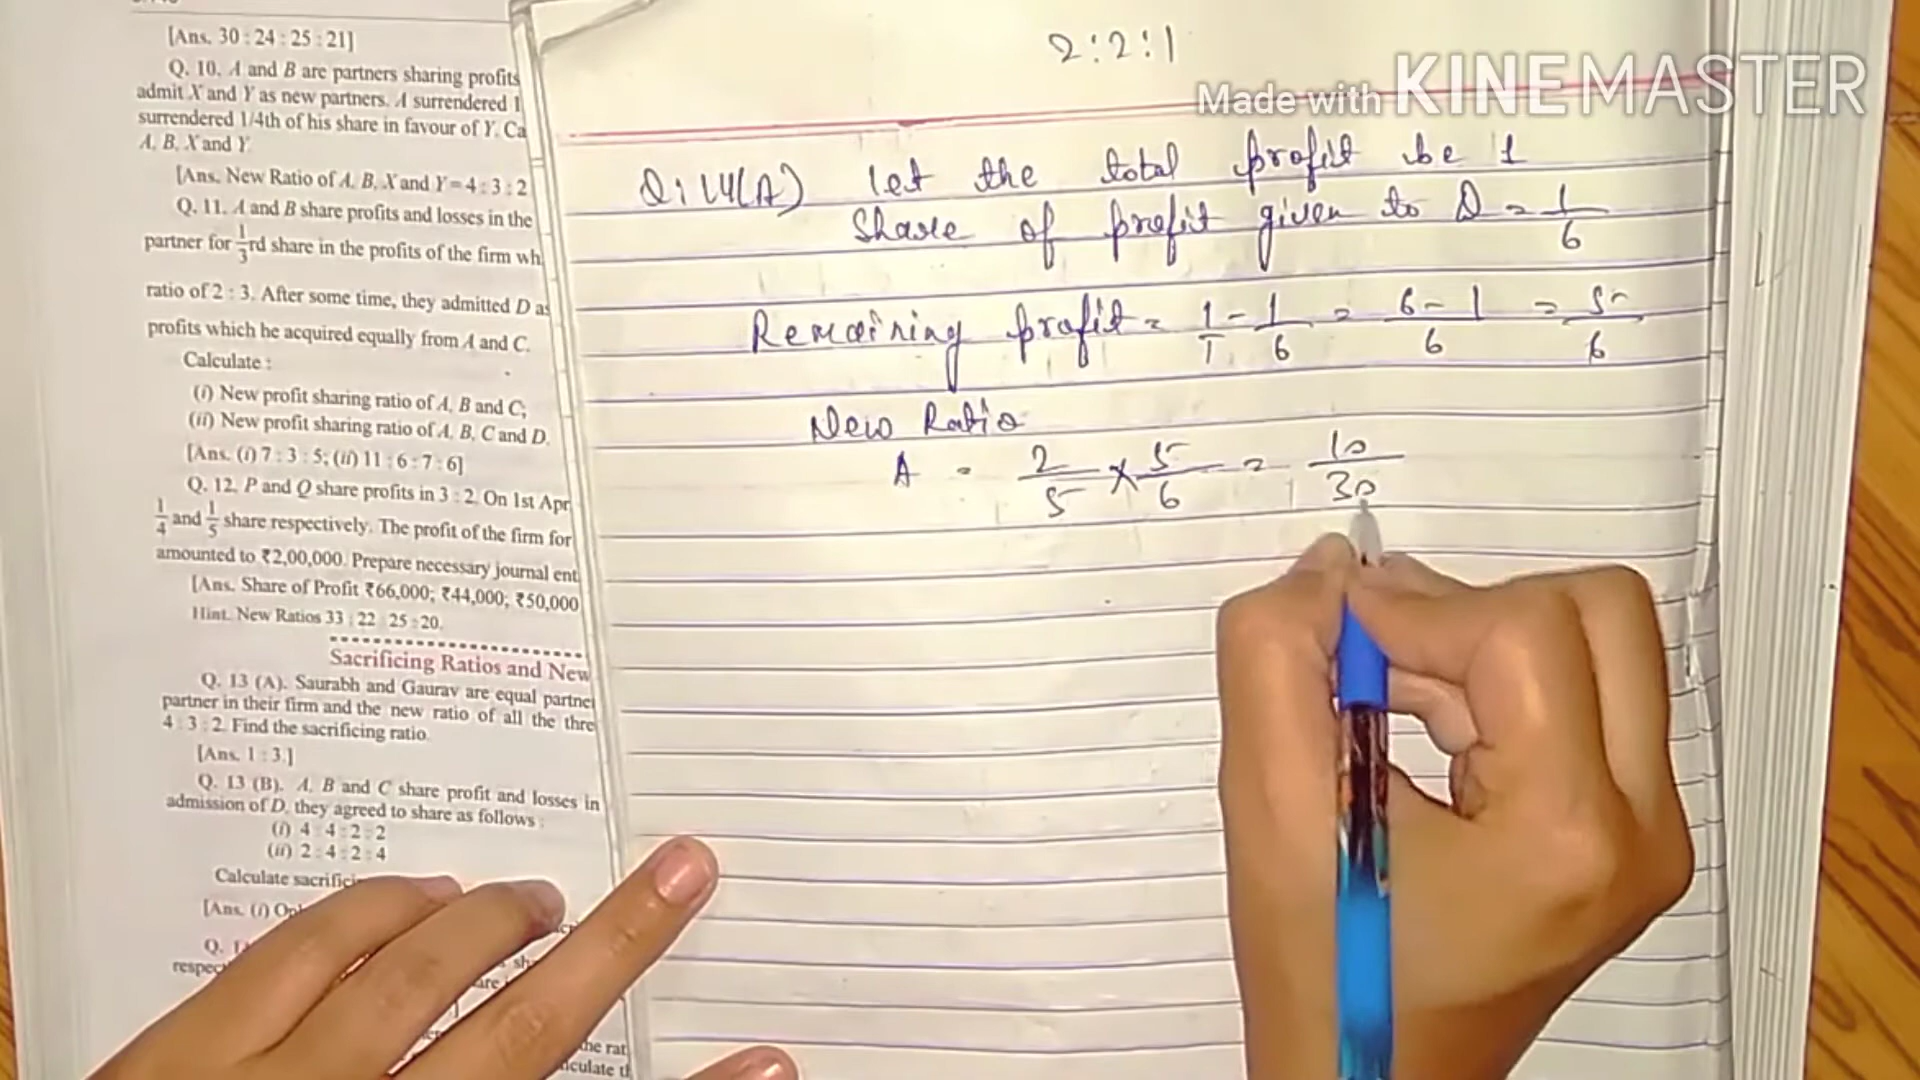 [Ans. 30 : 24 : 25 : 21]
Q. 10. A and B are partners sharing profits
admit X and Y as new partners. A surrendered 1
surrendered 1/4th of his share in favour of Y. Ca
A, B, X and Y.
[Ans. New Ratio of A, B, X and Y = 4 : 3 : 2
Q. 11. A and B share profits and losses in the
partner for 1/3rd share in the profits of the firm wh
ratio of 2 : 3. After some time, they admitted D as
profits which he acquired equally from A and C.
Calculate :
(i) New profit sharing ratio of A, B and C;
(ii) New profit sharing ratio of A, B, C and D.
[Ans. (i) 7 : 3 : 5; (ii) 11 : 6 : 7 : 6]
Q. 12. P and Q share profits in 3 : 2. On 1st Apr
1/4 and 1/5 share respectively. The profit of the firm for
amounted to ₹2,00,000. Prepare necessary journal ent
[Ans. Share of Profit ₹66,000; ₹44,000; ₹50,000
Hint. New Ratios 33 : 22 25 : 20.
Sacrificing Ratios and New
Q. 13 (A). Saurabh and Gaurav are equal partne
partner in their firm and the new ratio of all the thre
4 : 3 : 2. Find the sacrificing ratio.
[Ans. 1 : 3.]
Q. 13 (B). A, B and C share profit and losses in
admission of D, they agreed to share as follows :
(i) 4 : 4 : 2 : 2
(ii) 2 : 4 : 2 : 4
Calculate
[Ans. (i)
Q.
he rat
2:2:1
Made with KINEMASTER
Q:14(A) let the total profit be 1
Share of profit given to D = 1/6
Remaining profit = 1/1 - 1/6 = 6-1/6 = 5/6
New Ratio
A = 2/5 × 5/6 = 10/30